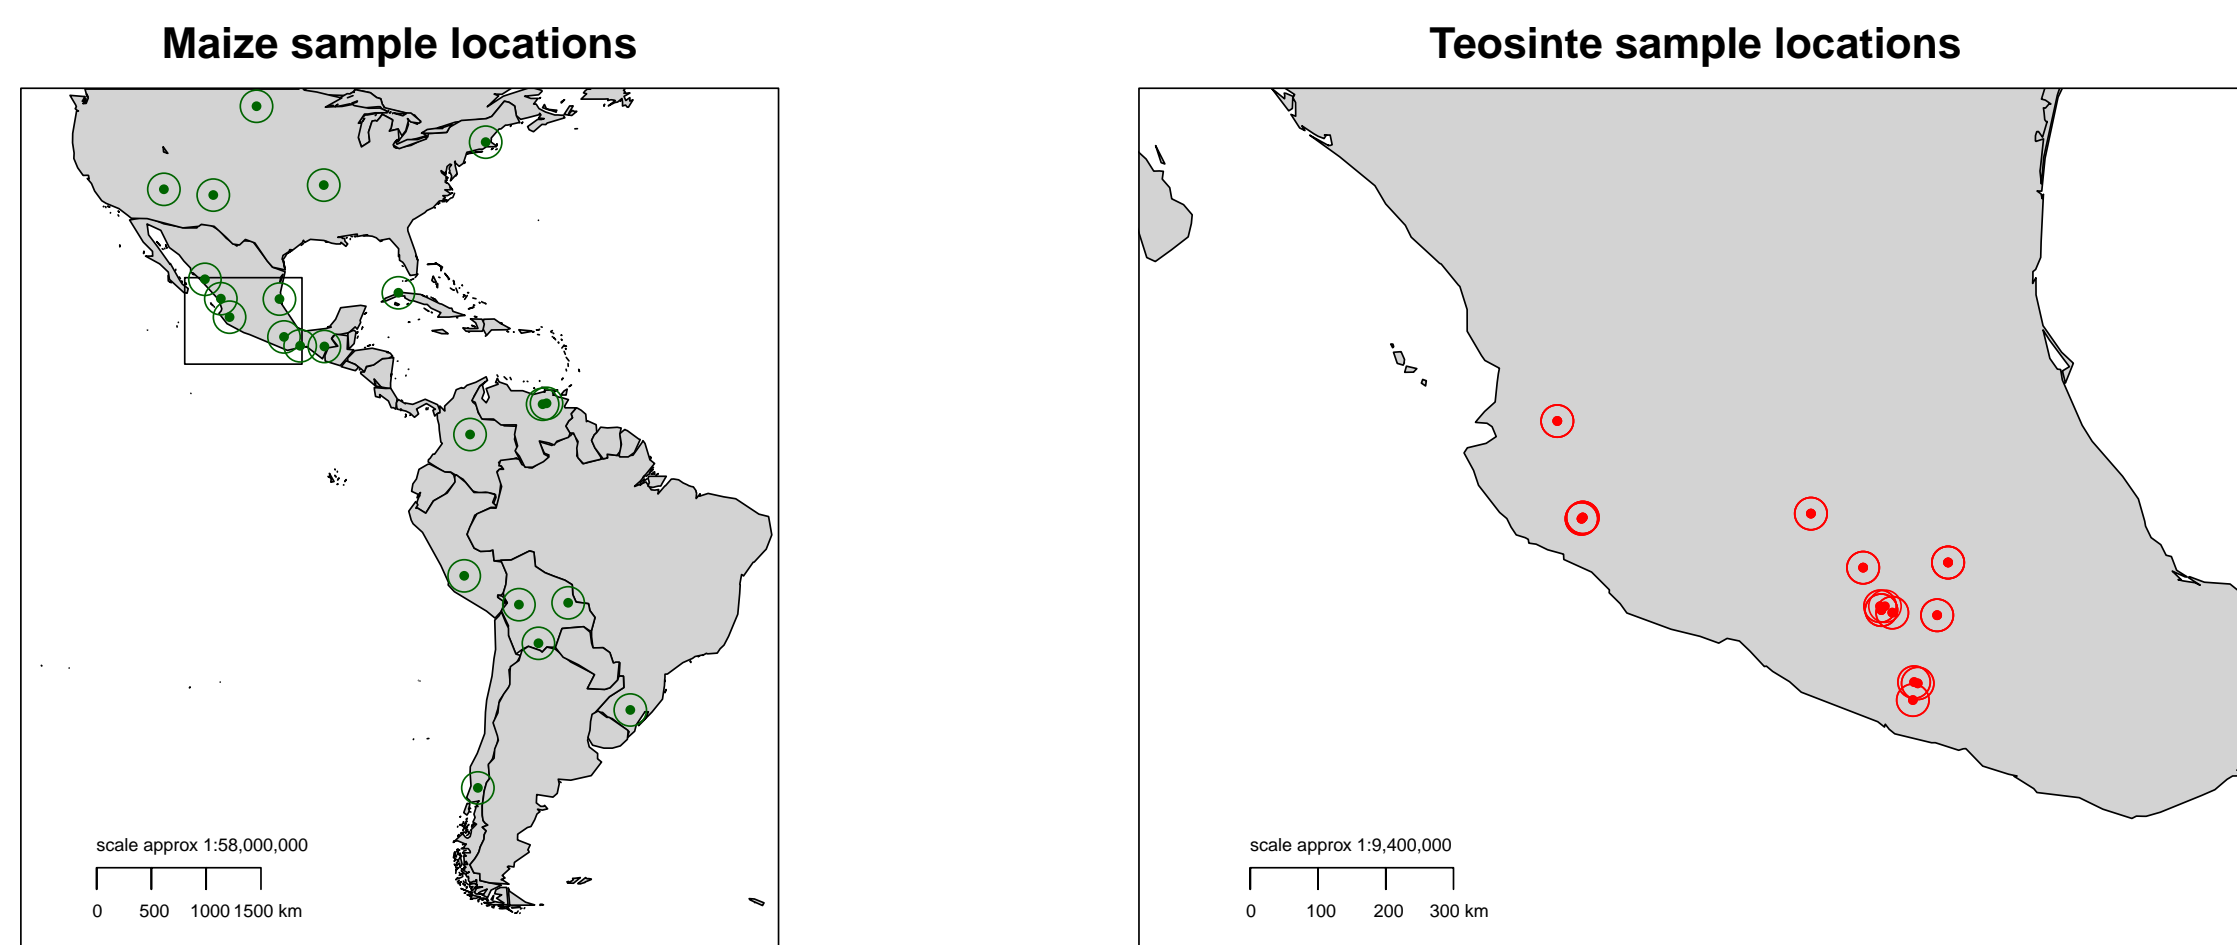 Maize sample locations
Teosinte sample locations
scale approx 1:58,000,000
0 500 1000 1500 km
scale approx 1:9,400,000
0 100 200 300 km